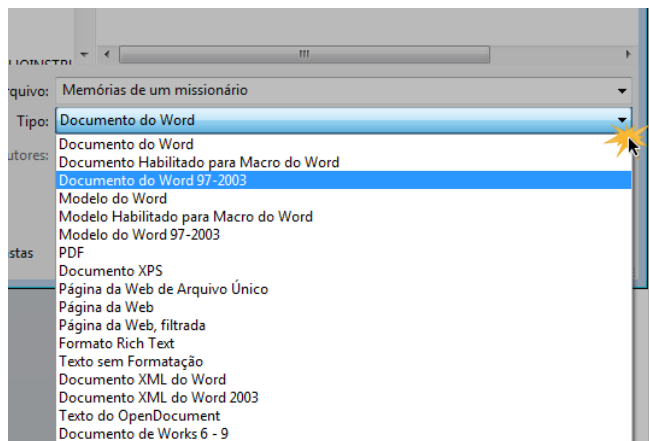 rquivo: Memórias de um missionário
Tipo: Documento do Word
utores: Documento do Word
Documento Habilitado para Macro do Word
Documento do Word 97-2003
Modelo do Word
Modelo Habilitado para Macro do Word
Modelo do Word 97-2003
stas PDF
Documento XPS
Página da Web de Arquivo Único
Página da Web
Página da Web, filtrada
Formato Rich Text
Texto sem Formatação
Documento XML do Word
Documento XML do Word 2003
Texto do OpenDocument
Documento de Works 6 - 9